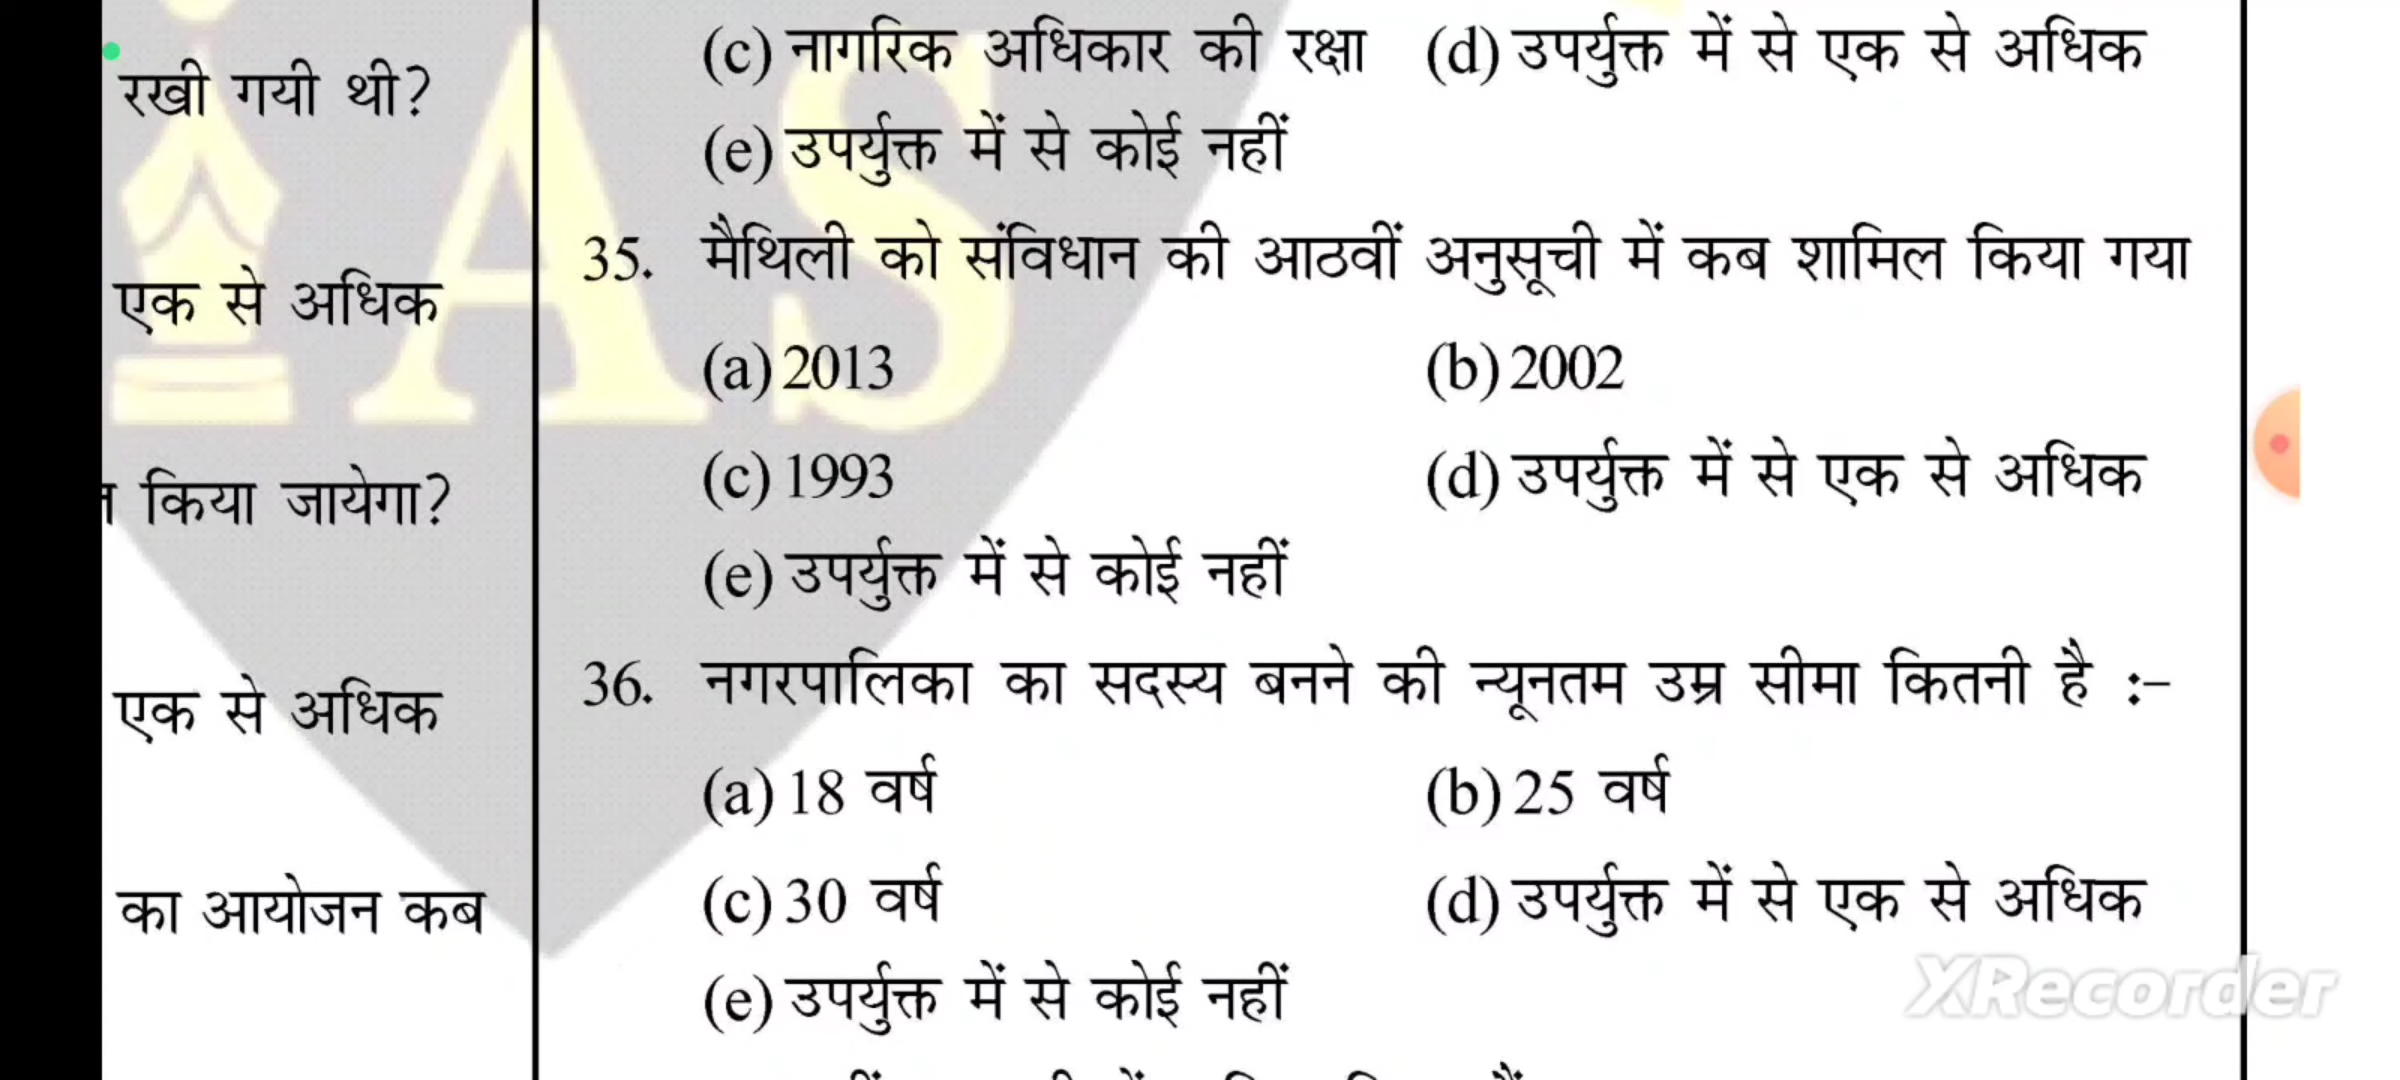 रखी गयी थी?
एक से अधिक
त किया जायेगा?
एक से अधिक
का आयोजन कब
(c) नागरिक अधिकार की रक्षा (d) उपर्युक्त में से एक से अधिक
(e) उपर्युक्त में से कोई नहीं
35. मैथिली को संविधान की आठवीं अनुसूची में कब शामिल किया गया
(a) 2013 (b) 2002
(c) 1993 (d) उपर्युक्त में से एक से अधिक
(e) उपर्युक्त में से कोई नहीं
36. नगरपालिका का सदस्य बनने की न्यूनतम उम्र सीमा कितनी है :–
(a) 18 वर्ष (b) 25 वर्ष
(c) 30 वर्ष (d) उपर्युक्त में से एक से अधिक
(e) उपर्युक्त में से कोई नहीं
AS
XRecorder